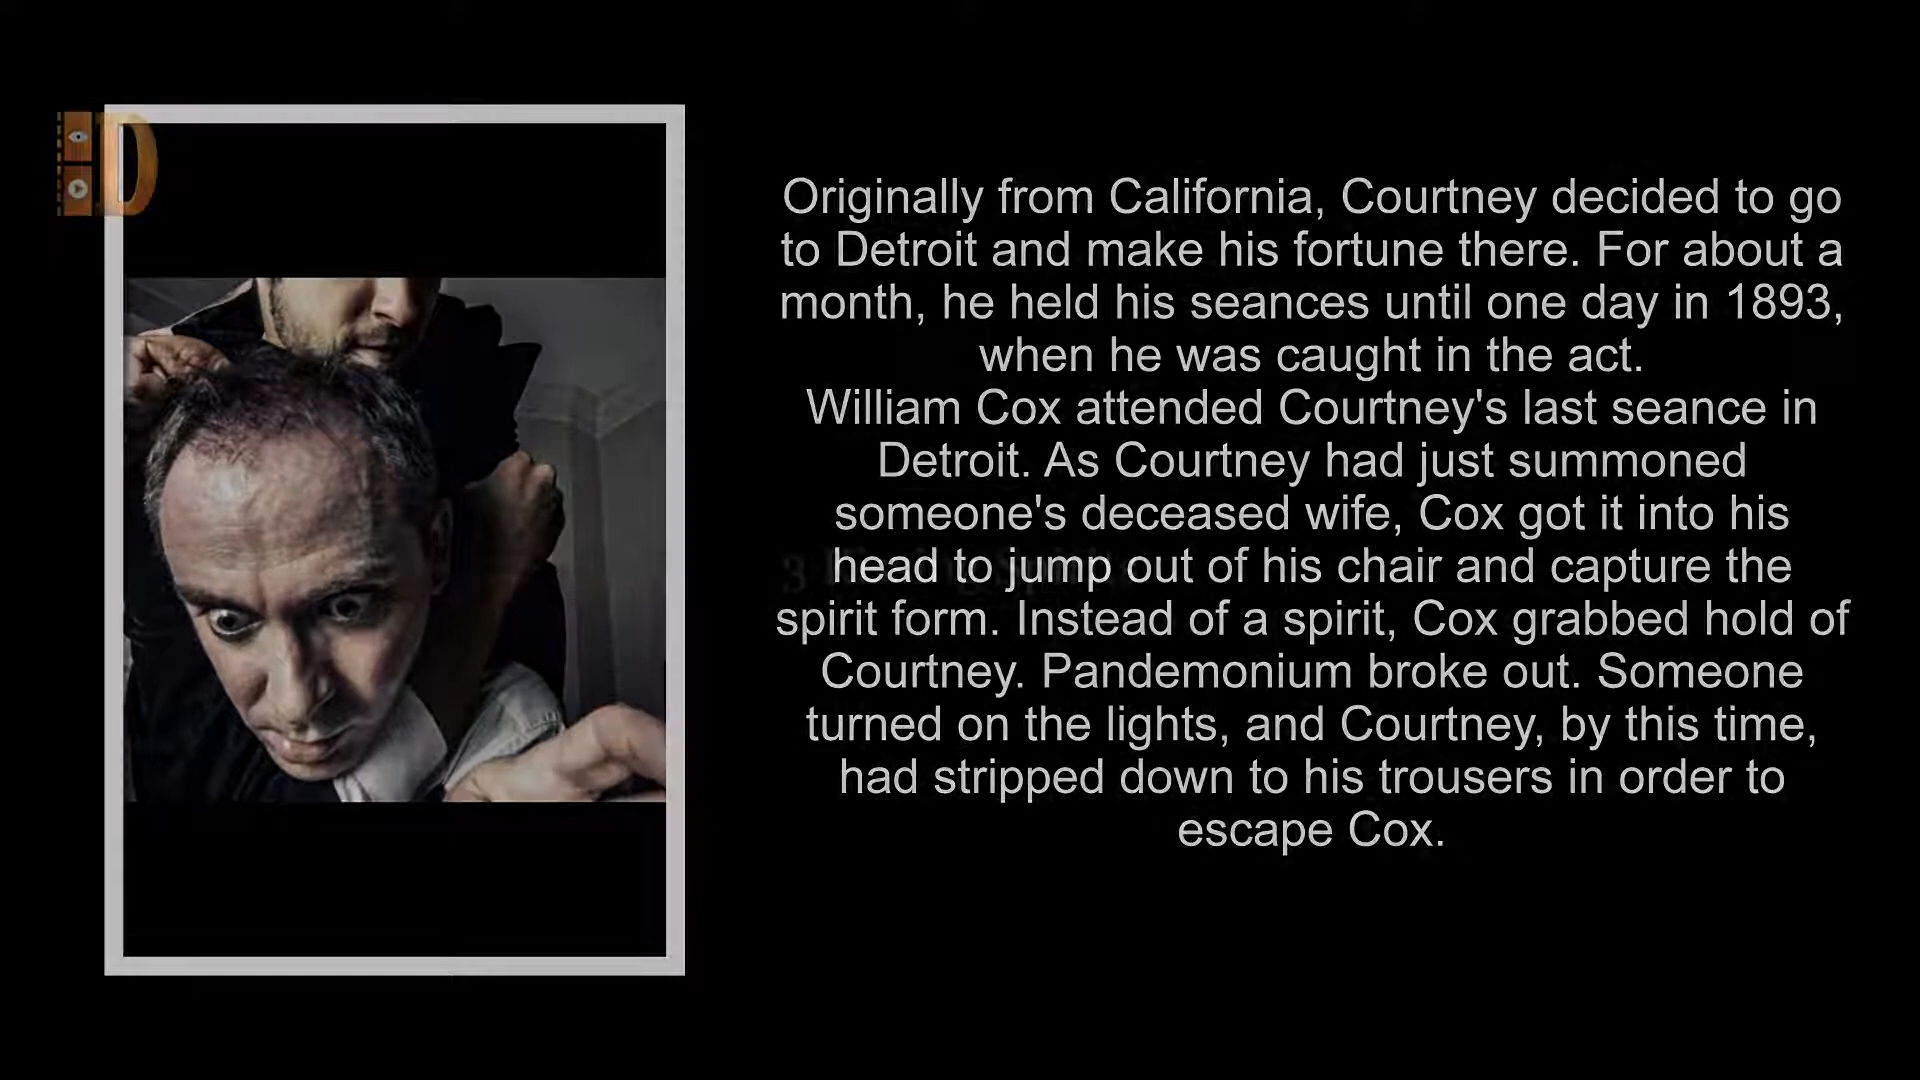 D
Originally from California, Courtney decided to go
to Detroit and make his fortune there. For about a
month, he held his seances until one day in 1893,
when he was caught in the act.
William Cox attended Courtney's last seance in
Detroit. As Courtney had just summoned
someone's deceased wife, Cox got it into his
head to jump out of his chair and capture the
spirit form. Instead of a spirit, Cox grabbed hold of
Courtney. Pandemonium broke out. Someone
turned on the lights, and Courtney, by this time,
had stripped down to his trousers in order to
escape Cox.